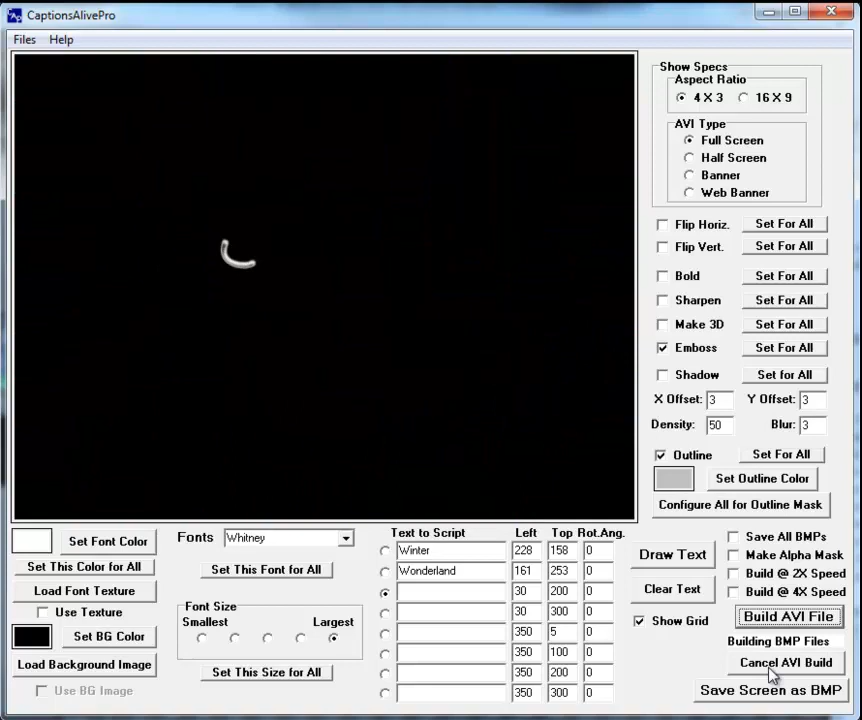 CaptionsAlivePro
Files Help
Show Specs
Aspect Ratio
4 X 3 16 X 9
AVI Type
Full Screen
Half Screen
Banner
Web Banner
Flip Horiz. Set For All
Flip Vert. Set For All
Bold Set For All
Sharpen Set For All
Make 3D Set For All
Emboss Set For All
Shadow Set for All
X Offset: 3 Y Offset: 3
Density: 50 Blur: 3
Outline Set For All
Set Outline Color
Configure All for Outline Mask
Set Font Color
Set This Color for All
Load Font Texture
Use Texture
Set BG Color
Load Background Image
Use BG Image
Fonts Whitney
Set This Font for All
Font Size
Smallest Largest
Set This Size for All
Text to Script Left Top Rot.Ang.
Winter 228 158 0
Wonderland 161 253 0
30 200 0
30 300 0
350 5 0
350 100 0
350 200 0
350 300 0
Draw Text
Clear Text
Show Grid
Save All BMPs
Make Alpha Mask
Build @ 2X Speed
Build @ 4X Speed
Build AVI File
Building BMP Files
Cancel AVI Build
Save Screen as BMP